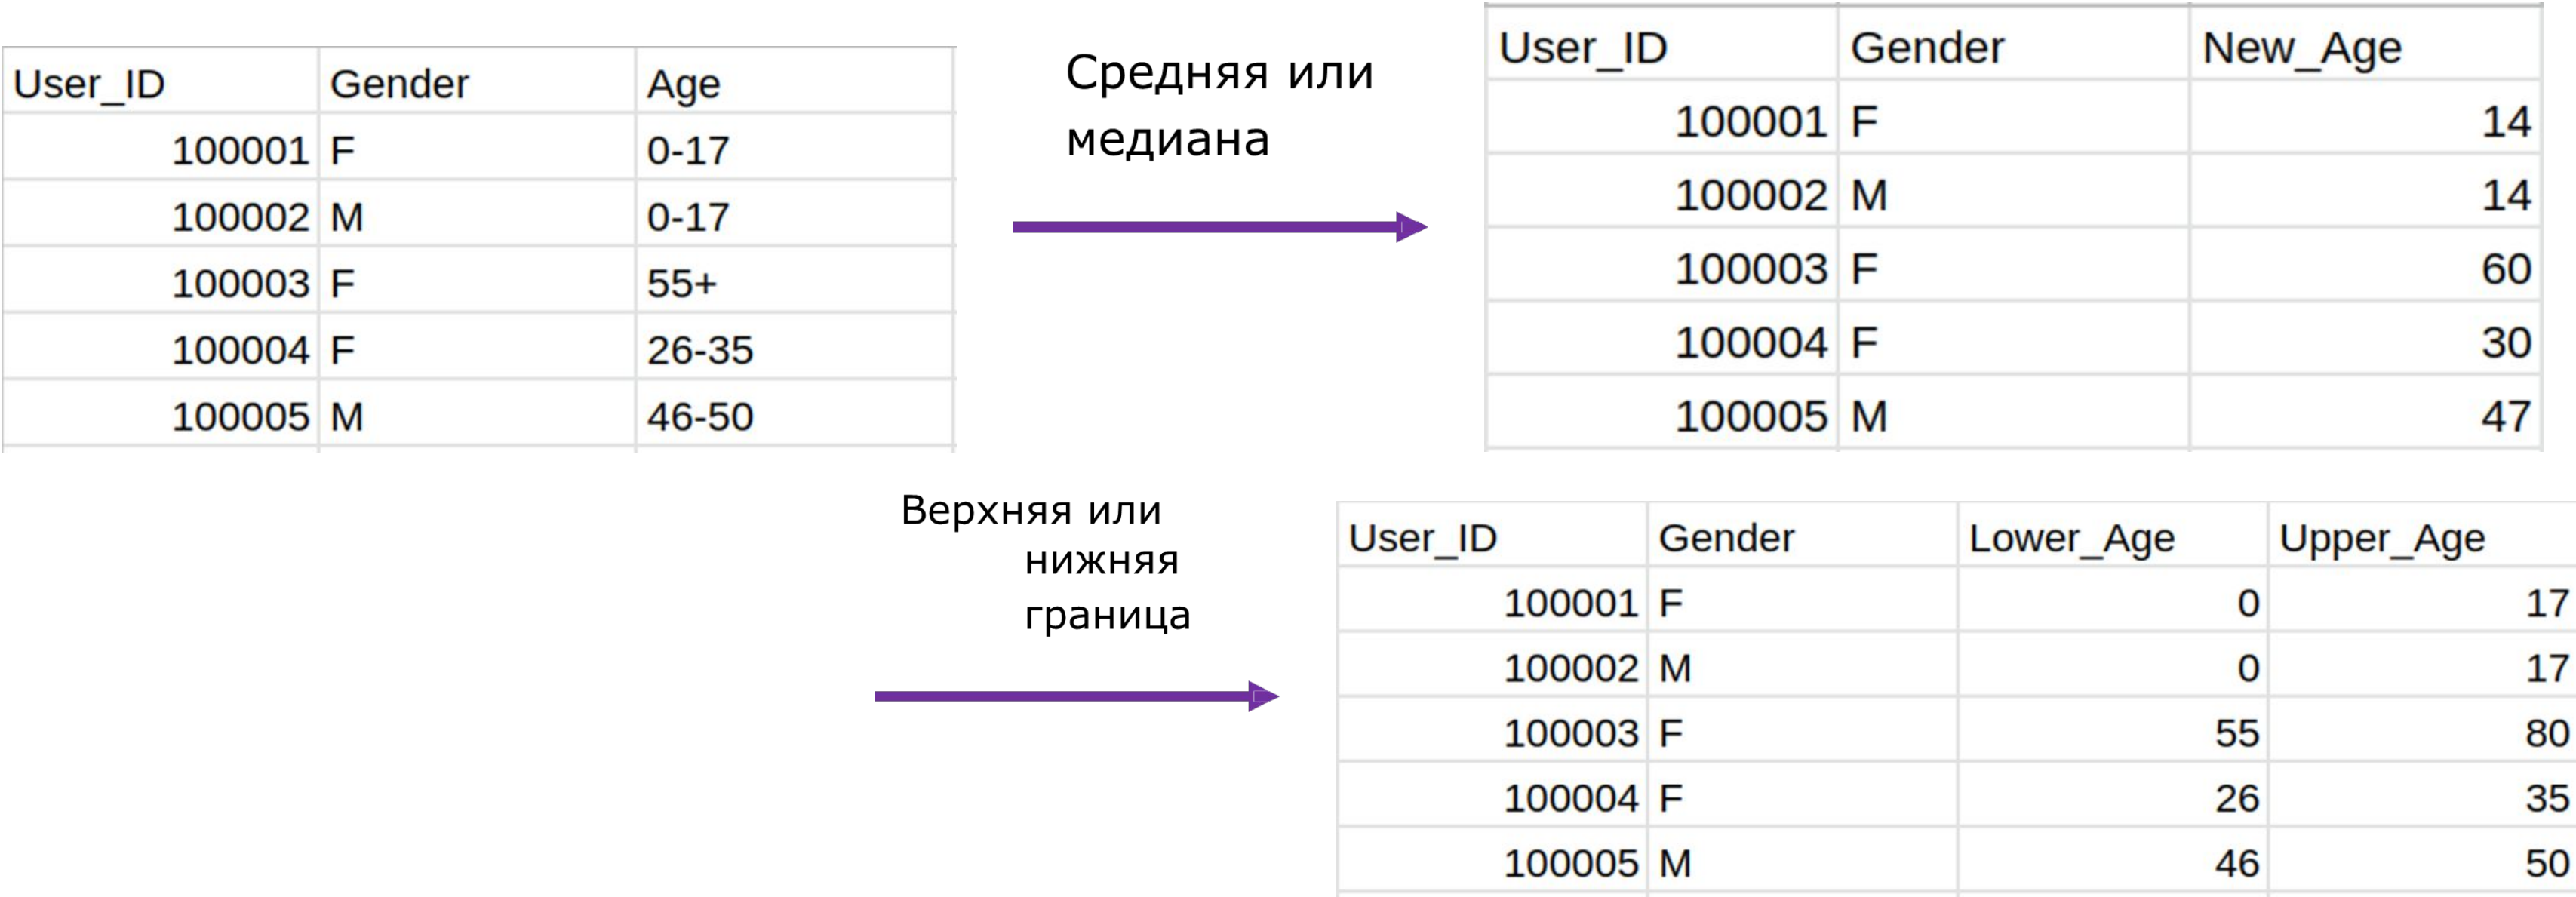 User_ID Gender Age
100001 F 0-17
100002 M 0-17
100003 F 55+
100004 F 26-35
100005 M 46-50
Средняя или
медиана
User_ID Gender New_Age
100001 F 14
100002 M 14
100003 F 60
100004 F 30
100005 M 47
Верхняя или
нижняя
граница
User_ID Gender Lower_Age Upper_Age
100001 F 0 17
100002 M 0 17
100003 F 55 80
100004 F 26 35
100005 M 46 50